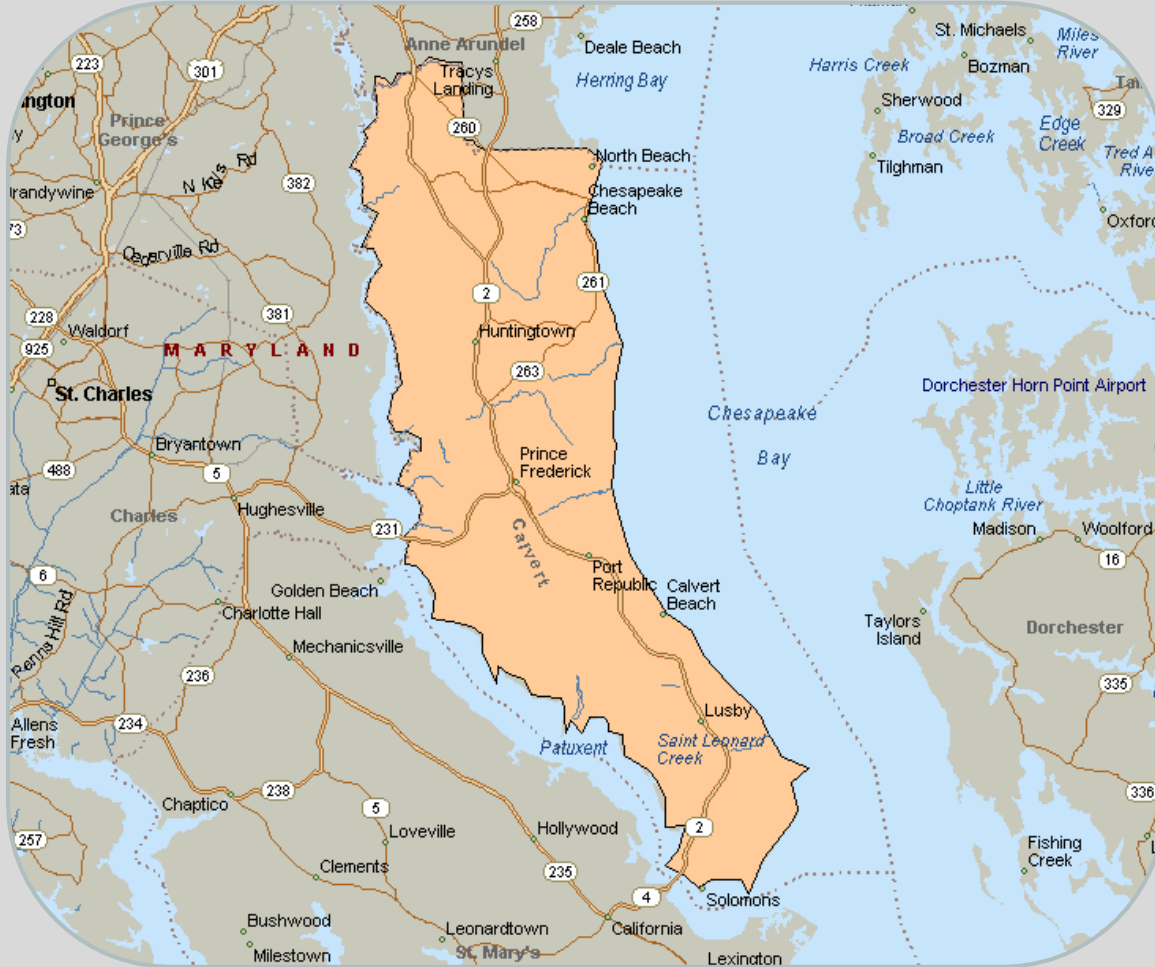 258
St. Michaels
Miles
River
Anne Arundel
Deale Beach
Harris Creek
Bozman
223
301
Tracys
Landing
Herring Bay
Sherwood
329
Prince
George's
260
Broad Creek
Edge
Creek
North Beach
Tilghman
N Keys Rd
382
Chesapeake
Beach
Cedarville Rd
2
261
381
228
Waldorf
Huntingtown
925
MARYLAND
263
St. Charles
Dorchester Horn Point Airport
Chesapeake
Bay
Bryantown
Prince
Frederick
488
5
Little
Choptank River
Hughesville
Charles
231
Calvert
Madison
Woolford
16
6
Golden Beach
Port
Republic
Calvert
Beach
Charlotte Hall
Taylors
Island
Dorchester
Penns Hill Rd
Mechanicsville
236
335
Lusby
Allens
Fresh
234
Patuxent
Saint Leonard
Creek
238
336
Chaptico
5
2
Loveville
Hollywood
257
Fishing
Creek
Clements
235
4
Solomons
Bushwood
Leonardtown
California
Milestown
St. Mary's
Lexington